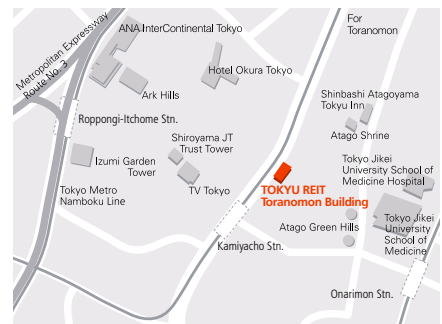 For
Toranomon
ANA InterContinental Tokyo
Metropolitan Expressway
Route No. 3
Hotel Okura Tokyo
Ark Hills
Shinbashi Atagoyama
Tokyu Inn
Roppongi-Itchome Stn.
Atago Shrine
Shiroyama JT
Trust Tower
Tokyo Jikei
University School of
Medicine Hospital
Izumi Garden
Tower
TV Tokyo
TOKYU REIT
Toranomon Building
Tokyo Metro
Namboku Line
Atago Green Hills
Tokyo Jikei
University
School of
Medicine
Kamiyacho Stn.
Onarimon Stn.